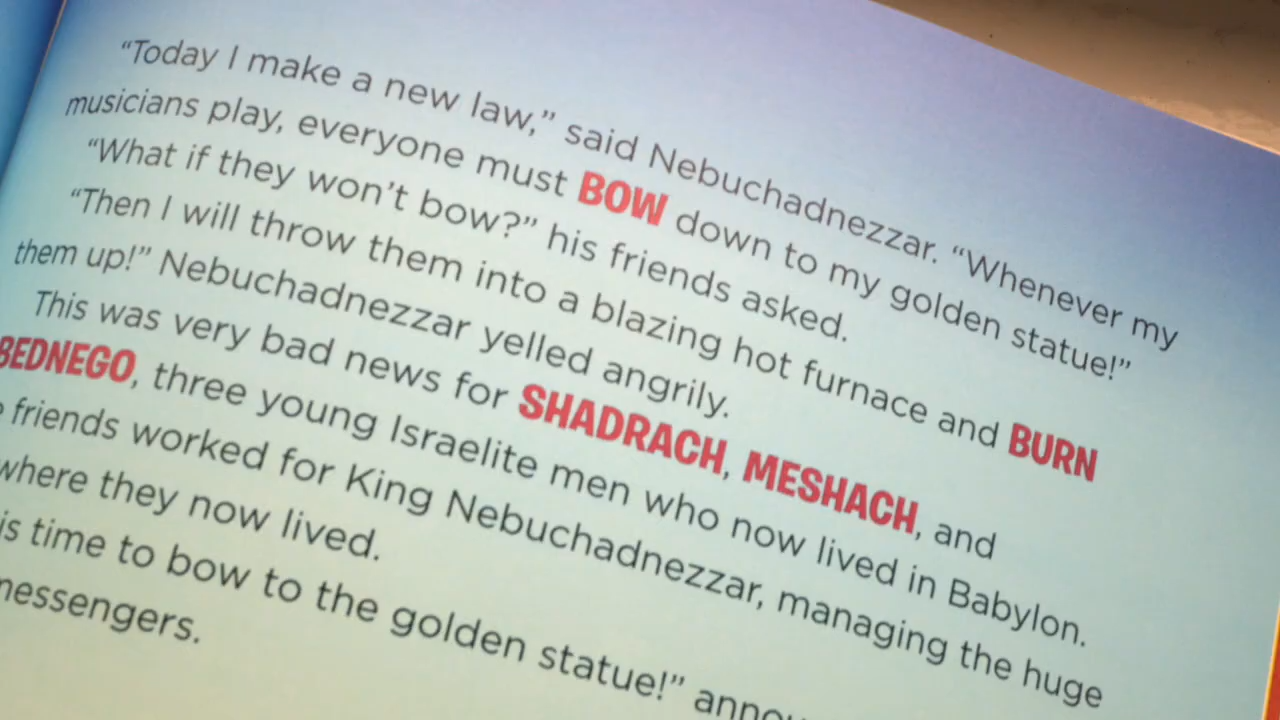 “Today I make a new law,” said Nebuchadnezzar. “Whenever my
musicians play, everyone must BOW down to my golden statue!”
“What if they won’t bow?” his friends asked.
“Then I will throw them into a blazing hot furnace and BURN
them up!” Nebuchadnezzar yelled angrily.
This was very bad news for SHADRACH, MESHACH, and
BEDNEGO, three young Israelite men who now lived in Babylon.
friends worked for King Nebuchadnezzar, managing the huge
where they now lived.
is time to bow to the golden statue!”
messengers.